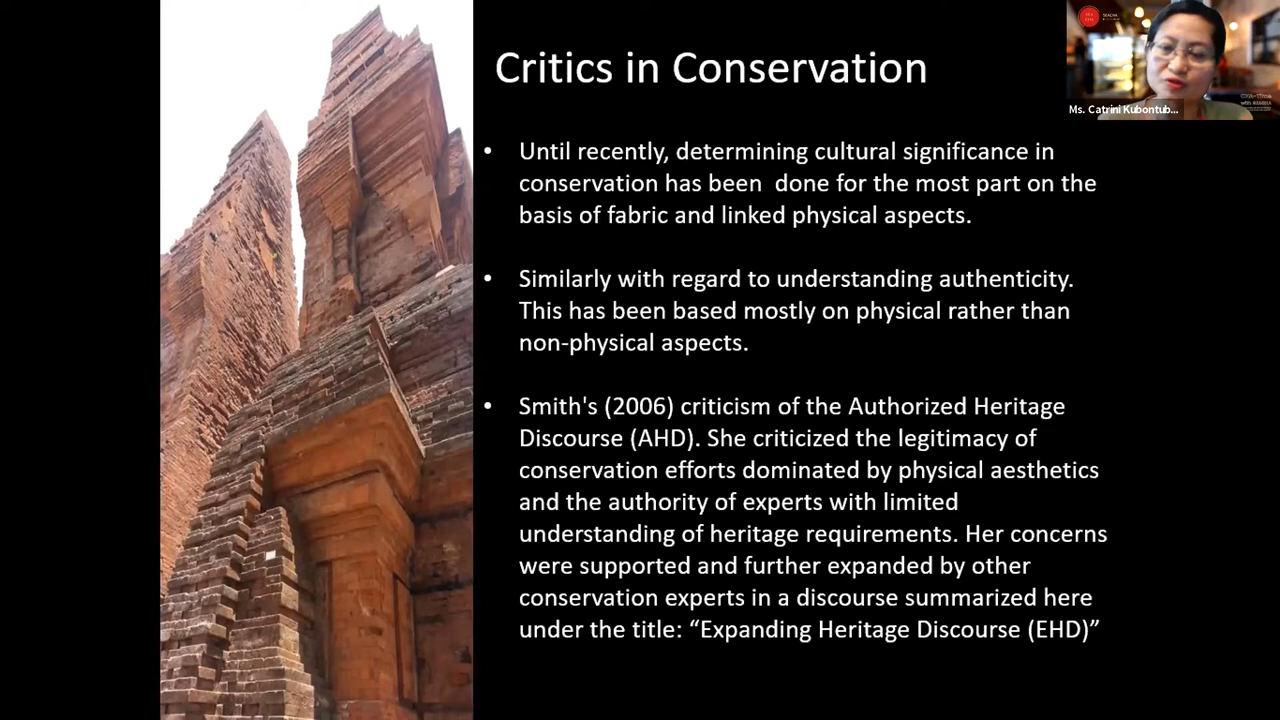 Critics in Conservation
Ms. Catrini Kubontub...
• Until recently, determining cultural significance in
conservation has been  done for the most part on the
basis of fabric and linked physical aspects.
• Similarly with regard to understanding authenticity.
This has been based mostly on physical rather than
non-physical aspects.
• Smith's (2006) criticism of the Authorized Heritage
Discourse (AHD). She criticized the legitimacy of
conservation efforts dominated by physical aesthetics
and the authority of experts with limited
understanding of heritage requirements. Her concerns
were supported and further expanded by other
conservation experts in a discourse summarized here
under the title: “Expanding Heritage Discourse (EHD)”